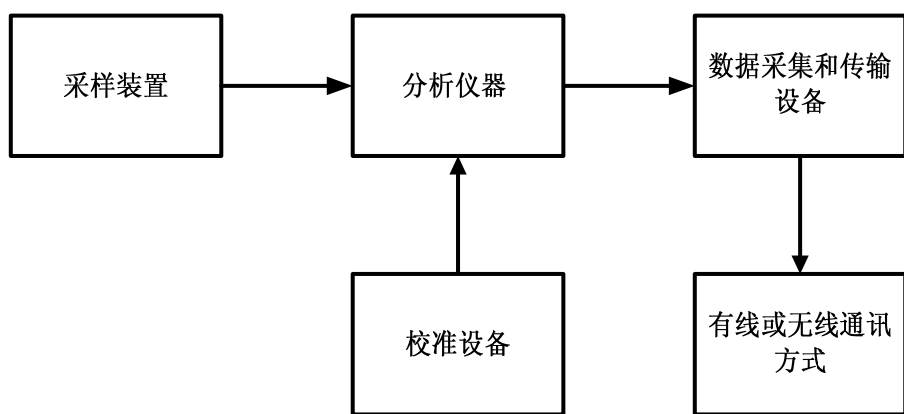 采样装置
分析仪器
数据采集和传输
设备
校准设备
有线或无线通讯
方式